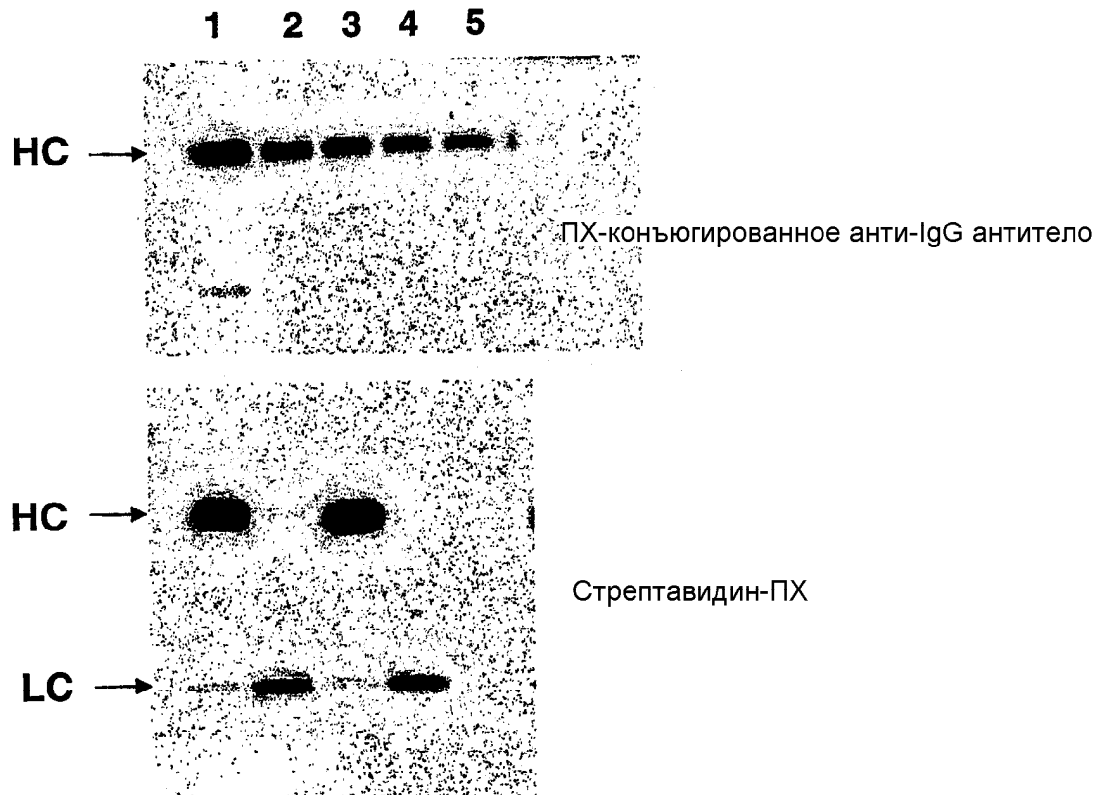 1 2 3 4 5
HC
ПХ-конъюгированное анти-IgG антитело
HC
Стрептавидин-ПХ
LC